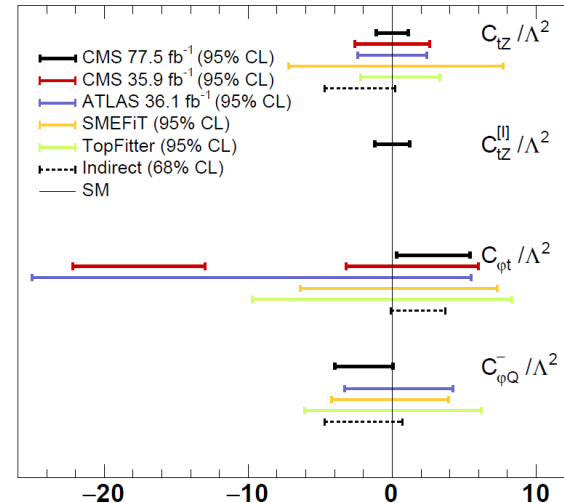 CMS 77.5 fb⁻¹ (95% CL)
CMS 35.9 fb⁻¹ (95% CL)
ATLAS 36.1 fb⁻¹ (95% CL)
SMEFiT (95% CL)
TopFitter (95% CL)
Indirect (68% CL)
SM
C_tZ /Λ²
C_tZ^[I] /Λ²
C_φt /Λ²
C_φQ^- /Λ²
−20 −10 0 10